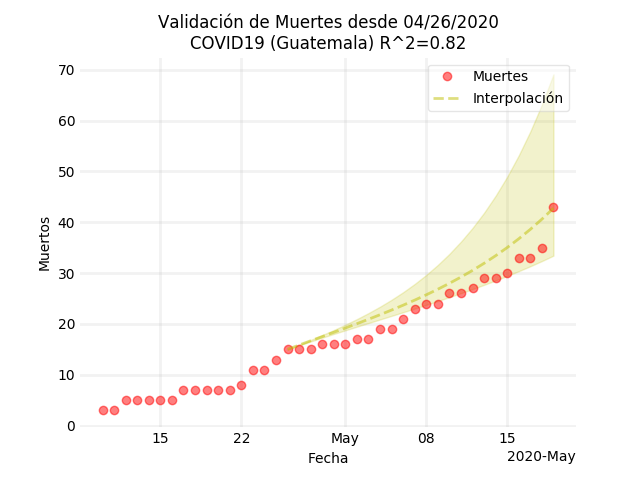 Validación de Muertes desde 04/26/2020
COVID19 (Guatemala) R^2=0.82
Muertes
Interpolación
70
60
50
40
30
20
10
0
Muertos
15
22
May
08
15
Fecha
2020-May